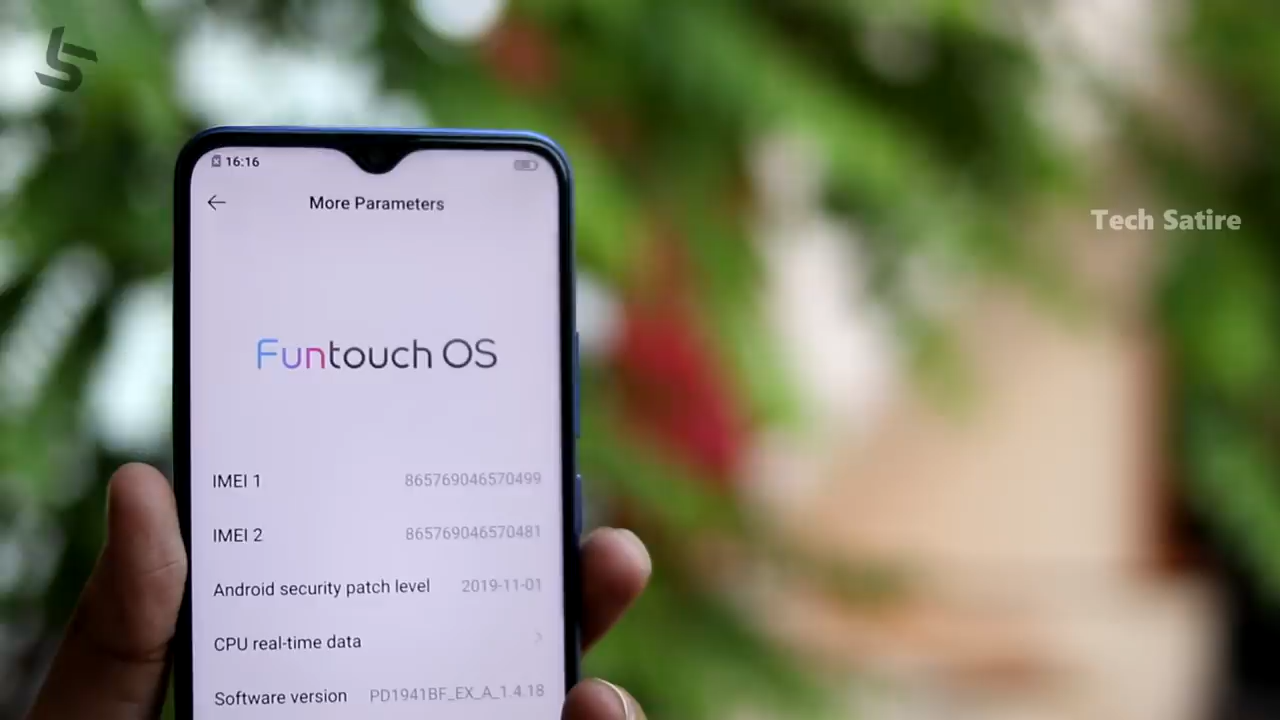 16:16
More Parameters
Tech Satire
Funtouch OS
IMEI 1 865769046570499
IMEI 2 865769046570481
Android security patch level 2019-11-01
CPU real-time data
Software version PD1941BF_EX_A_1.4.18